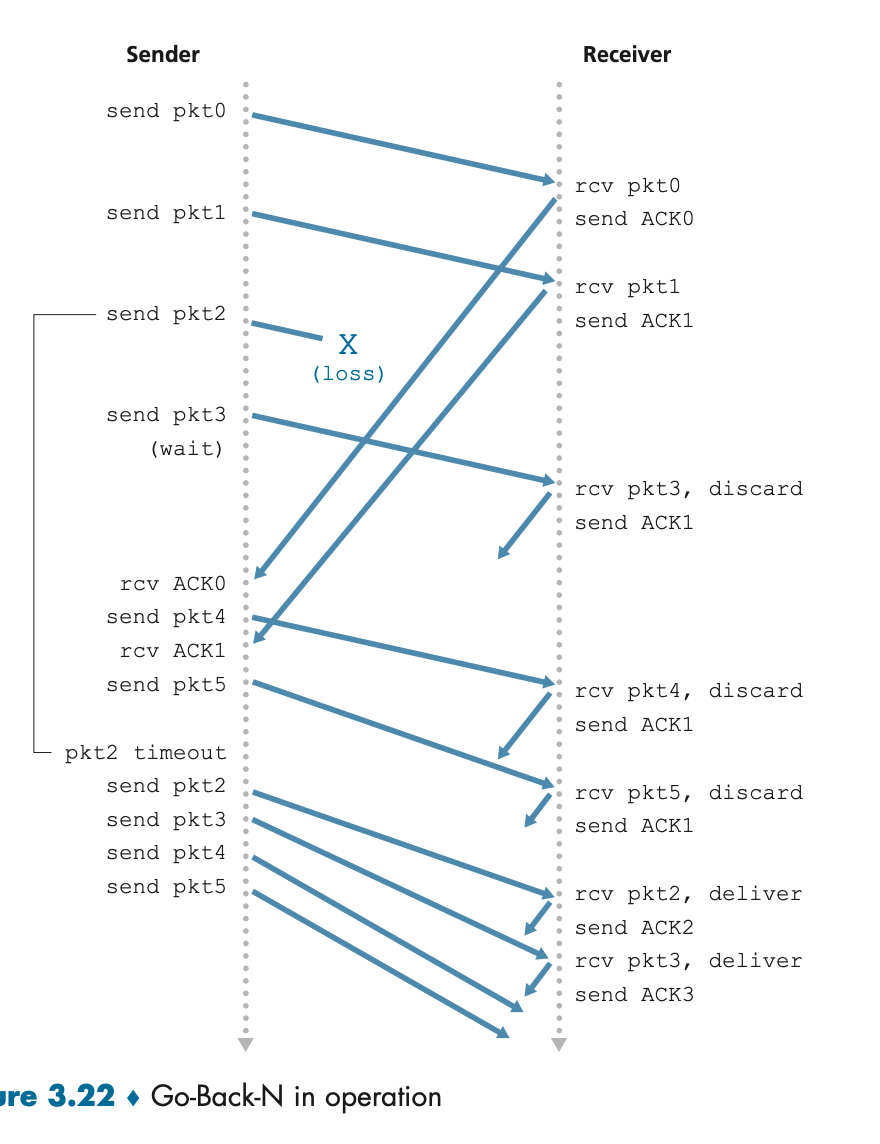 Sender
Receiver
send pkt0
rcv pkt0
send pkt1
send ACK0
rcv pkt1
send pkt2
send ACK1
X
(loss)
send pkt3
(wait)
rcv pkt3, discard
send ACK1
rcv ACK0
send pkt4
rcv ACK1
send pkt5
rcv pkt4, discard
send ACK1
pkt2 timeout
send pkt2
rcv pkt5, discard
send pkt3
send ACK1
send pkt4
send pkt5
rcv pkt2, deliver
send ACK2
rcv pkt3, deliver
send ACK3
ure 3.22 ♦ Go-Back-N in operation